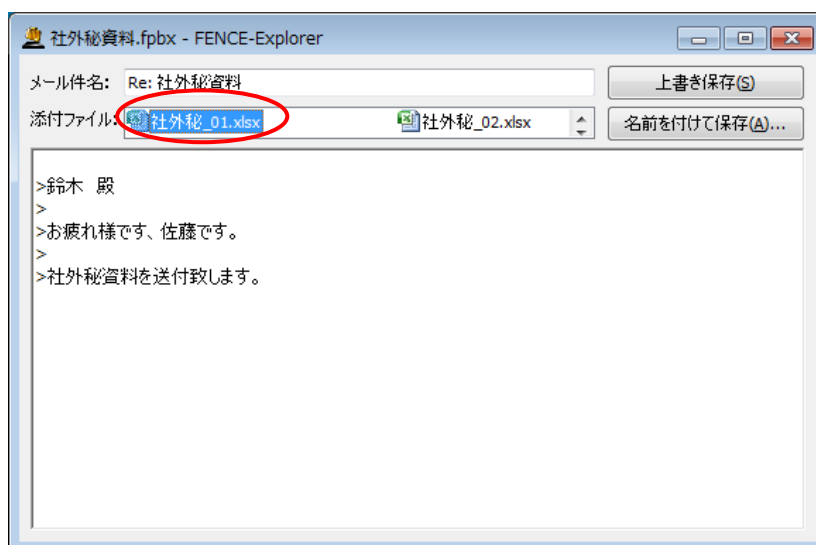 社外秘資料.fpbx - FENCE-Explorer
メール件名: Re: 社外秘資料 上書き保存(S)
添付ファイル: 社外秘_01.xlsx 社外秘_02.xlsx 名前を付けて保存(A)...
>鈴木 殿
>
>お疲れ様です、佐藤です。
>
>社外秘資料を送付致します。